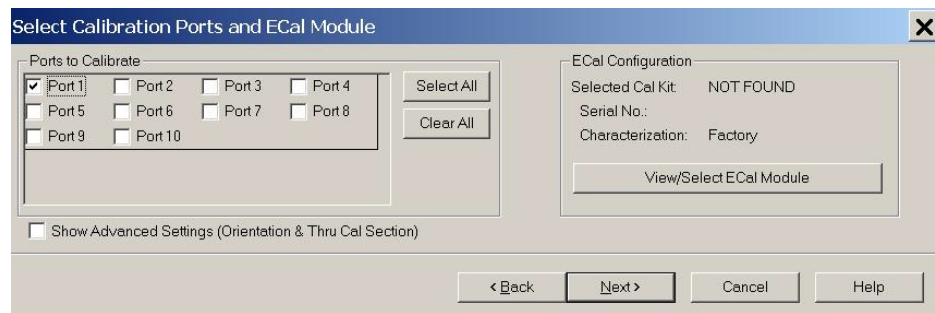 Select Calibration Ports and ECal Module
Ports to Calibrate
Port 1 Port 2 Port 3 Port 4
Port 5 Port 6 Port 7 Port 8
Port 9 Port 10
Select All
Clear All
Show Advanced Settings (Orientation & Thru Cal Section)
ECal Configuration
Selected Cal Kit: NOT FOUND
Serial No.:
Characterization: Factory
View/Select ECal Module
< Back Next > Cancel Help